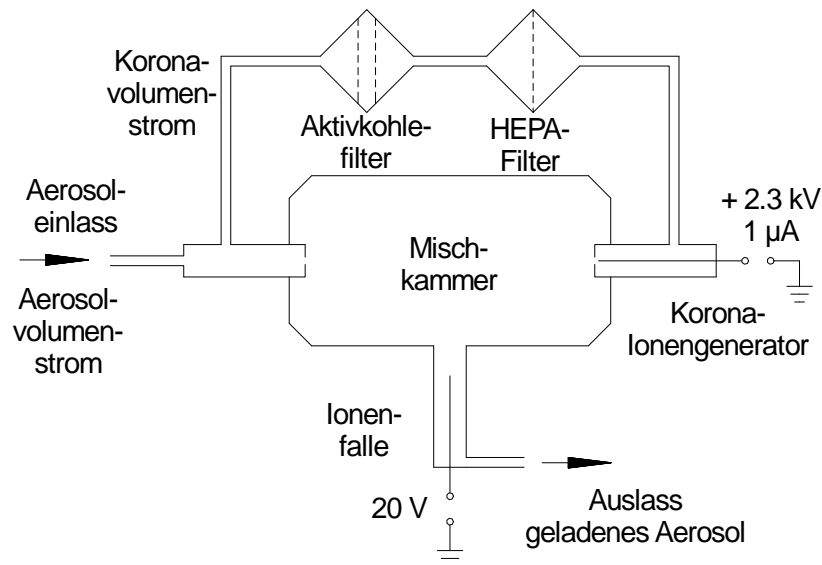 Korona-
volumen-
strom
Aktivkohle-
filter
HEPA-
Filter
Aerosol-
einlass
Aerosol-
volumen-
strom
Misch-
kammer
+ 2.3 kV
1 µA
Korona-
Ionengenerator
Ionen-
falle
20 V
Auslass
geladenes Aerosol